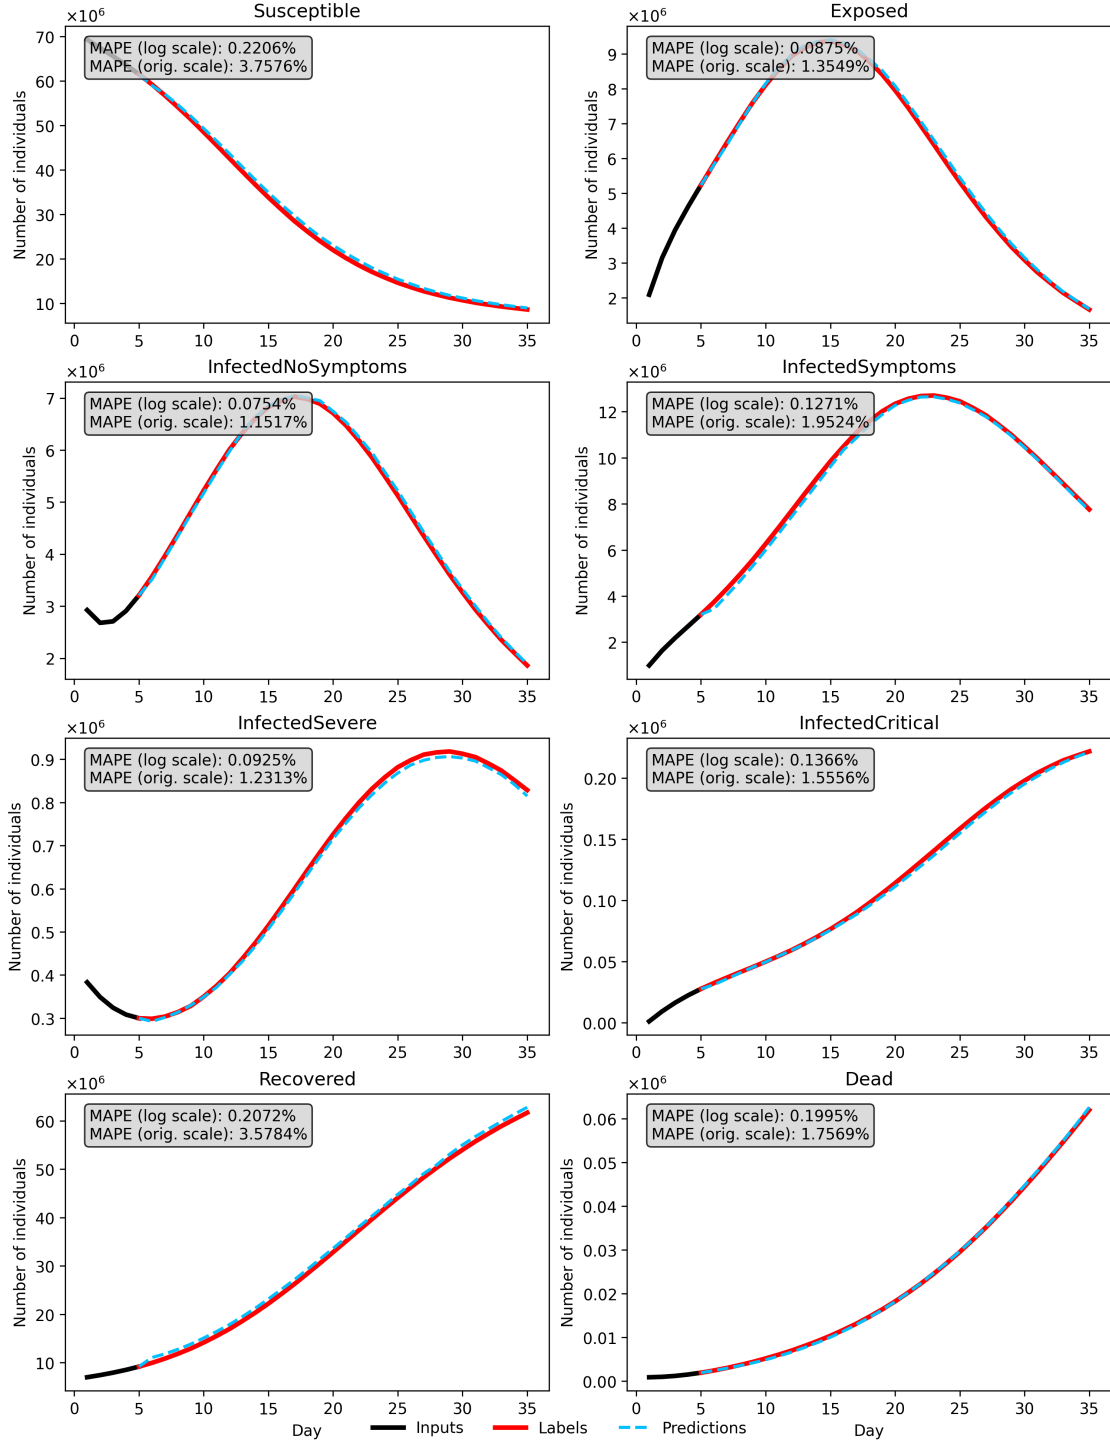 Susceptible
×10⁶
MAPE (log scale): 0.2206%
MAPE (orig. scale): 3.7576%
Number of individuals
70
60
50
40
30
20
10
0 5 10 15 20 25 30 35
Exposed
×10⁶
MAPE (log scale): 0.0875%
MAPE (orig. scale): 1.3549%
Number of individuals
9
8
7
6
5
4
3
2
0 5 10 15 20 25 30 35
InfectedNoSymptoms
×10⁶
MAPE (log scale): 0.0754%
MAPE (orig. scale): 1.1517%
Number of individuals
7
6
5
4
3
2
0 5 10 15 20 25 30 35
InfectedSymptoms
×10⁶
MAPE (log scale): 0.1271%
MAPE (orig. scale): 1.9524%
Number of individuals
12
10
8
6
4
2
0 5 10 15 20 25 30 35
InfectedSevere
×10⁶
MAPE (log scale): 0.0925%
MAPE (orig. scale): 1.2313%
Number of individuals
0.9
0.8
0.7
0.6
0.5
0.4
0.3
0 5 10 15 20 25 30 35
InfectedCritical
×10⁶
MAPE (log scale): 0.1366%
MAPE (orig. scale): 1.5556%
Number of individuals
0.20
0.15
0.10
0.05
0.00
0 5 10 15 20 25 30 35
Recovered
×10⁶
MAPE (log scale): 0.2072%
MAPE (orig. scale): 3.5784%
Number of individuals
60
50
40
30
20
10
0 5 10 15 20 25 30 35
Day
Dead
×10⁶
MAPE (log scale): 0.1995%
MAPE (orig. scale): 1.7569%
Number of individuals
0.06
0.05
0.04
0.03
0.02
0.01
0.00
0 5 10 15 20 25 30 35
Day
Inputs Labels Predictions